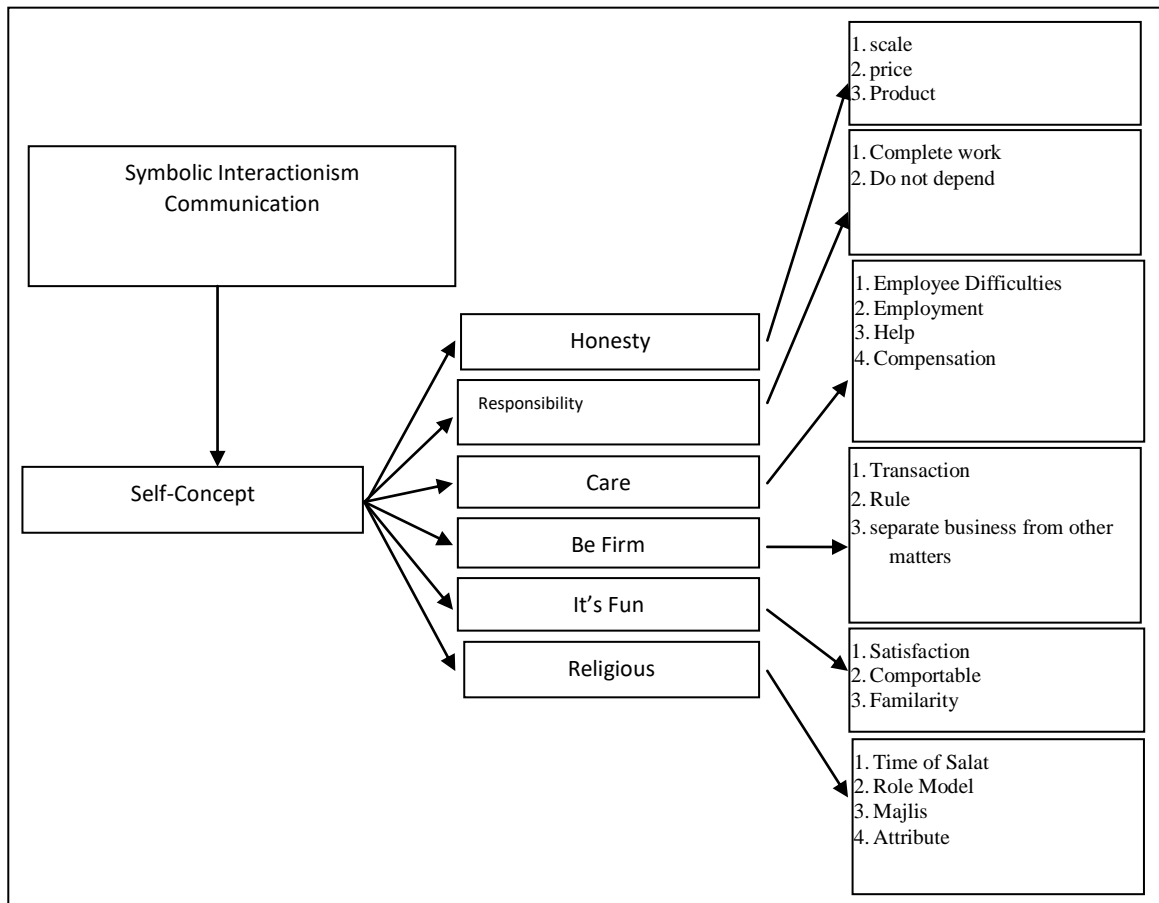 Symbolic Interactionism
Communication
Self-Concept
Honesty
Responsibility
Care
Be Firm
It’s Fun
Religious
1. scale
2. price
3. Product
1. Complete work
2. Do not depend
1. Employee Difficulties
2. Employment
3. Help
4. Compensation
1. Transaction
2. Rule
3. separate business from other
matters
1. Satisfaction
2. Comportable
3. Familarity
1. Time of Salat
2. Role Model
3. Majlis
4. Attribute